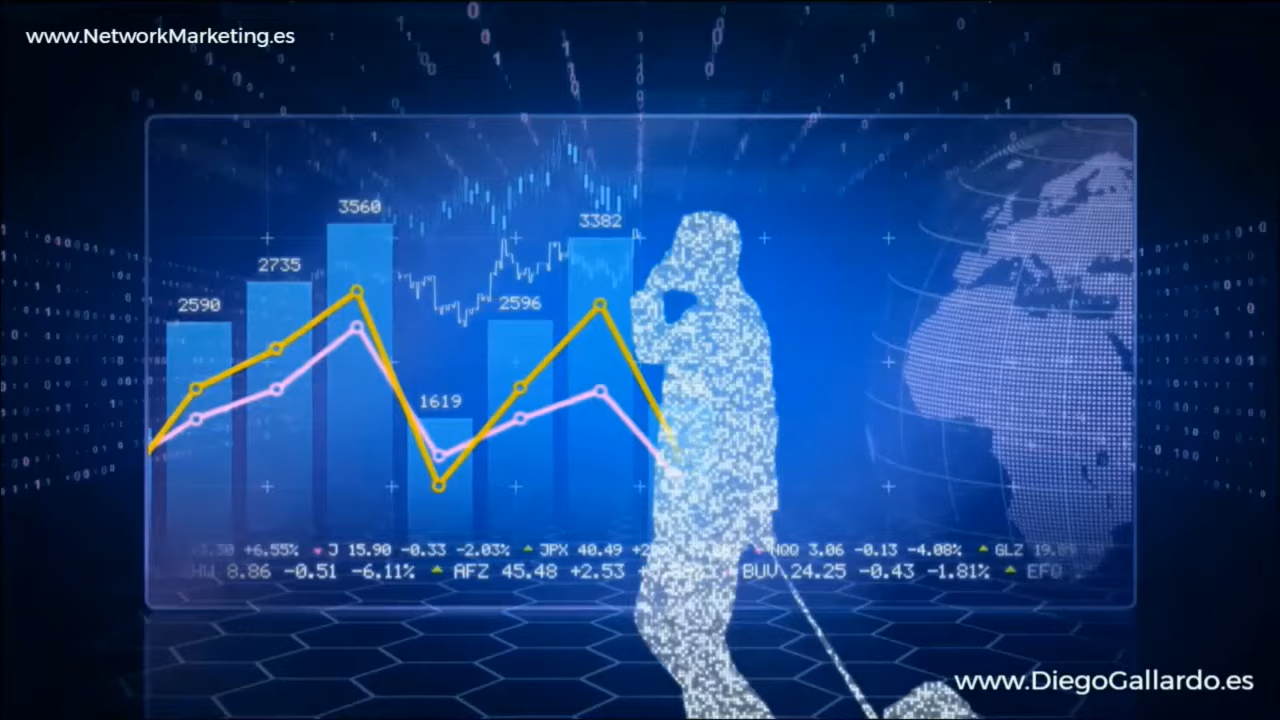 www.NetworkMarketing.es
3560
3382
2735
2590
2596
1619
+6.55% J 15.90 -0.33 -2.03% JPX 40.49 NOO 3.06 -0.13 -4.08% GLZ
8.86 -0.51 -6.11% AFZ 45.48 +2.53 BUV 24.25 -0.43 -1.81% EFO
www.DiegoGallardo.es